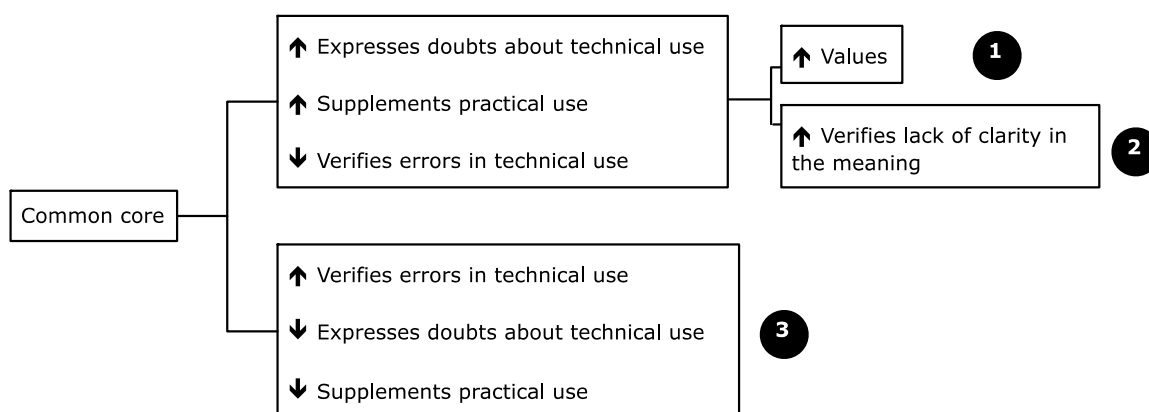 Common core
↑ Expresses doubts about technical use
↑ Supplements practical use
↓ Verifies errors in technical use
↑ Values
1
↑ Verifies lack of clarity in
the meaning
2
↑ Verifies errors in technical use
↓ Expresses doubts about technical use
↓ Supplements practical use
3